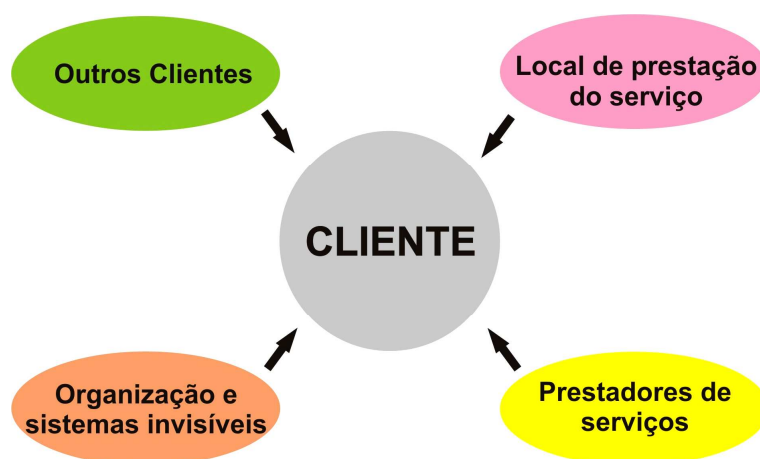 Outros Clientes
Local de prestação
do serviço
CLIENTE
Organização e
sistemas invisíveis
Prestadores de
serviços